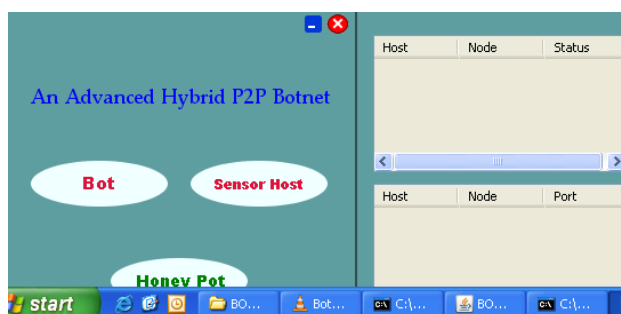 Host Node Status
An Advanced Hybrid P2P Botnet
Bot Sensor Host
Host Node Port
Honey Pot
start BO... Bot... C:\... BO... C:\...